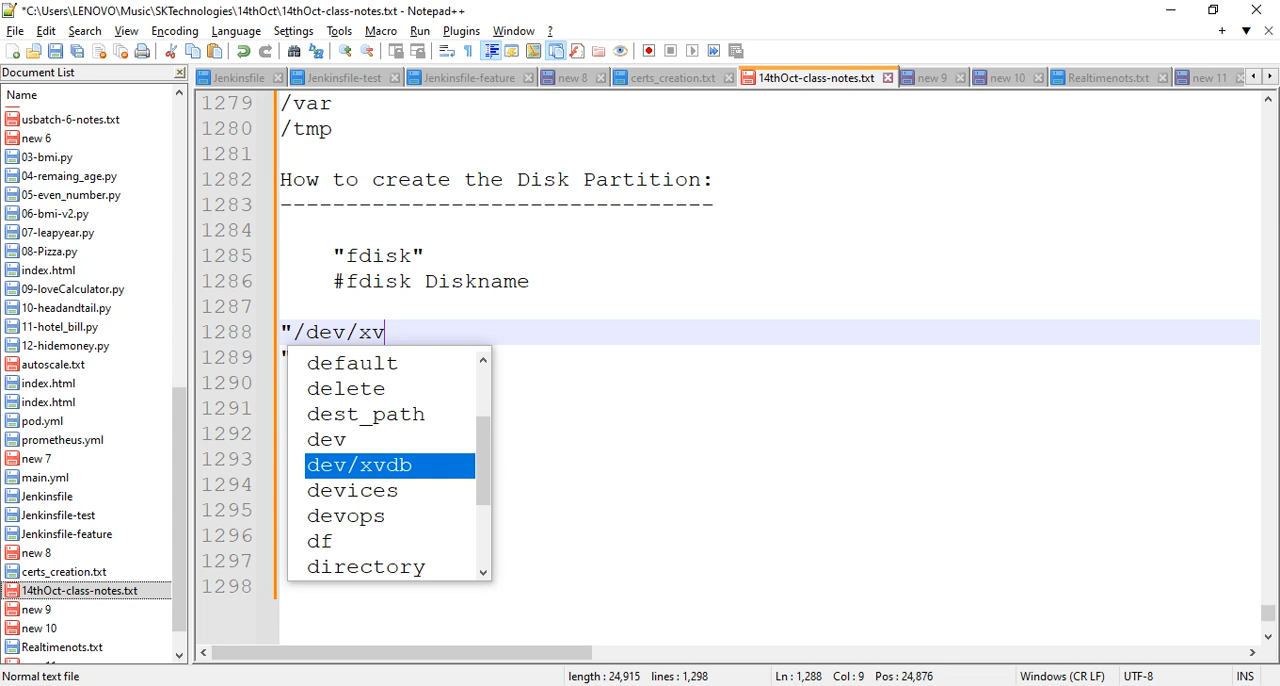 *C:\Users\LENOVO\Music\SKTechnologies\14thOct\14thOct-class-notes.txt - Notepad++
File Edit Search View Encoding Language Settings Tools Macro Run Plugins Window ?
Document List
Jenkinsfile Jenkinsfile-test Jenkinsfile-feature new 8 certs_creation.txt 14thOct-class-notes.txt new 9 new 10 Realtimenots.txt new 11
Name
usbatch-6-notes.txt
new 6
03-bmi.py
04-remaing_age.py
05-even_number.py
06-bmi-v2.py
07-leapyear.py
08-Pizza.py
index.html
09-loveCalculator.py
10-headandtail.py
11-hotel_bill.py
12-hidemoney.py
autoscale.txt
index.html
index.html
pod.yml
prometheus.yml
new 7
main.yml
Jenkinsfile
Jenkinsfile-test
Jenkinsfile-feature
new 8
certs_creation.txt
14thOct-class-notes.txt
new 9
new 10
Realtimenots.txt
1279 /var
1280 /tmp
1281
1282 How to create the Disk Partition:
1283 ---------------------------------
1284
1285 "fdisk"
1286 #fdisk Diskname
1287
1288 "/dev/xv
1289 "
1290
1291
1292
1293
1294
1295
1296
1297
1298
default
delete
dest_path
dev
dev/xvdb
devices
devops
df
directory
Normal text file length : 24,915 lines : 1,298 Ln : 1,288 Col : 9 Pos : 24,876 Windows (CR LF) UTF-8 INS